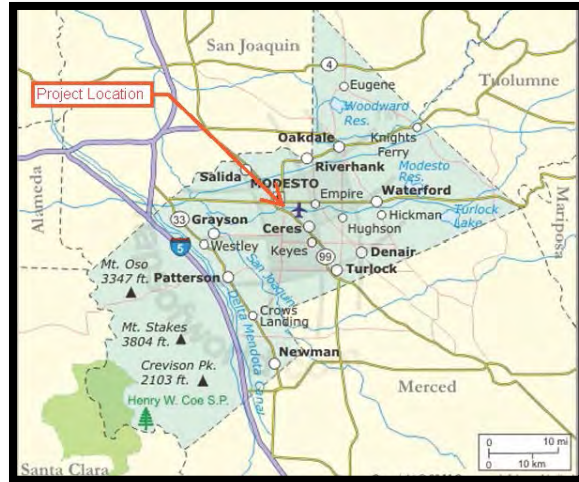 San Joaquin
4
Tuolumne
Eugene
Project Location
Woodward
Res.
Oakdale
Knights
Ferry
Riverbank
Salida
Modesto
Res.
MODESTO
Empire
Waterford
Alameda
Mariposa
33
Grayson
Hickman
Turlock
Lake
Ceres
Hughson
5
Westley
Keyes
99
Denair
Mt. Oso
3347 ft.
Patterson
San Joaquin
Turlock
Delta Mendota Canal
Crows
Landing
Mt. Stakes
3804 ft.
Newman
Crevison Pk.
2103 ft.
Merced
Henry W. Coe S.P.
0 10 mi
0 10 km
Santa Clara